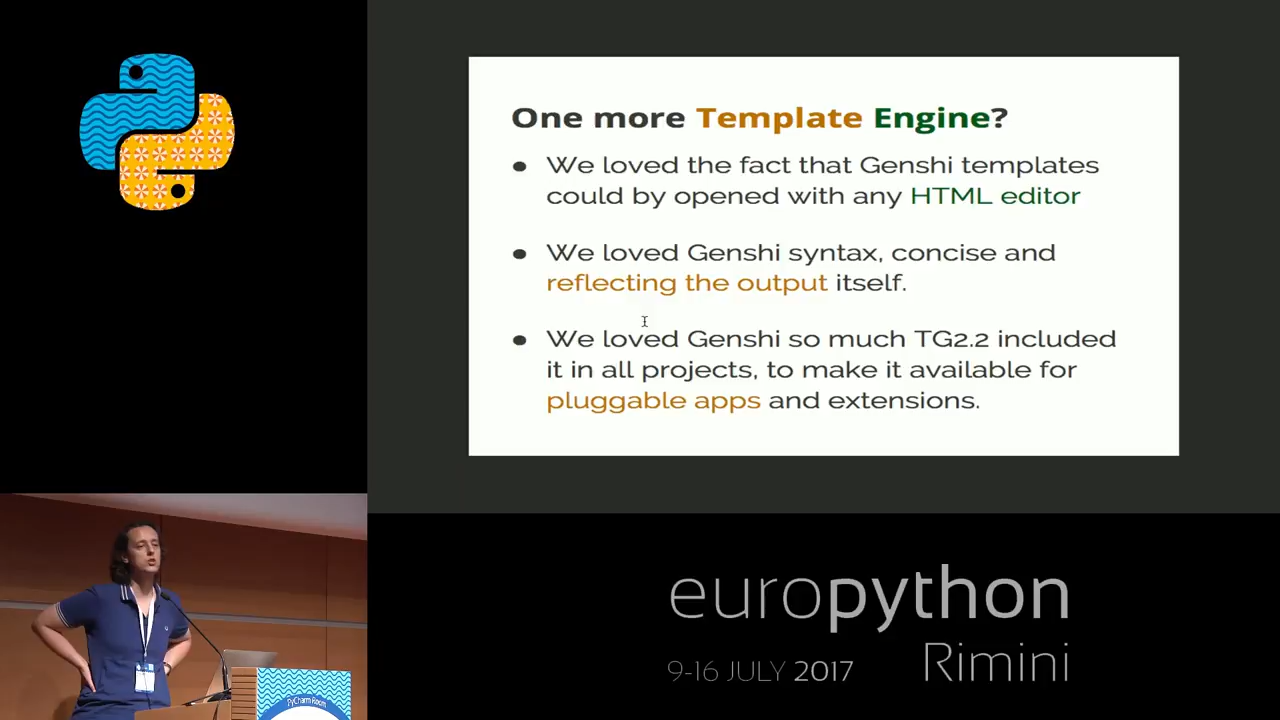 One more Template Engine?
● We loved the fact that Genshi templates
could by opened with any HTML editor
● We loved Genshi syntax, concise and
reflecting the output itself.
● We loved Genshi so much TG2.2 included
it in all projects, to make it available for
pluggable apps and extensions.
europython
9-16 JULY 2017 Rimini
PyCharm Room